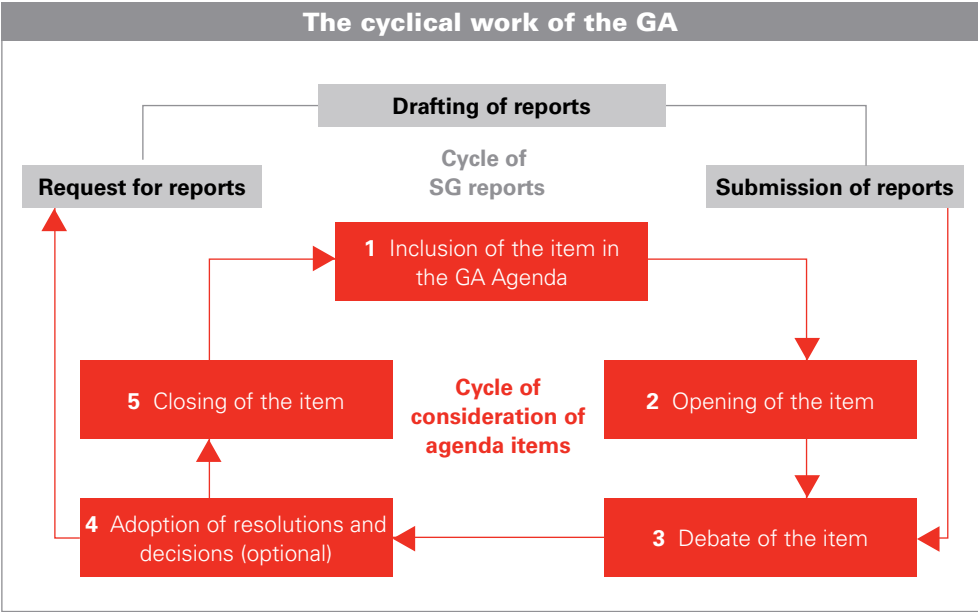 The cyclical work of the GA
Drafting of reports
Cycle of
SG reports
Request for reports
Submission of reports
1 Inclusion of the item in
the GA Agenda
5 Closing of the item
Cycle of
consideration of
agenda items
2 Opening of the item
4 Adoption of resolutions and
decisions (optional)
3 Debate of the item